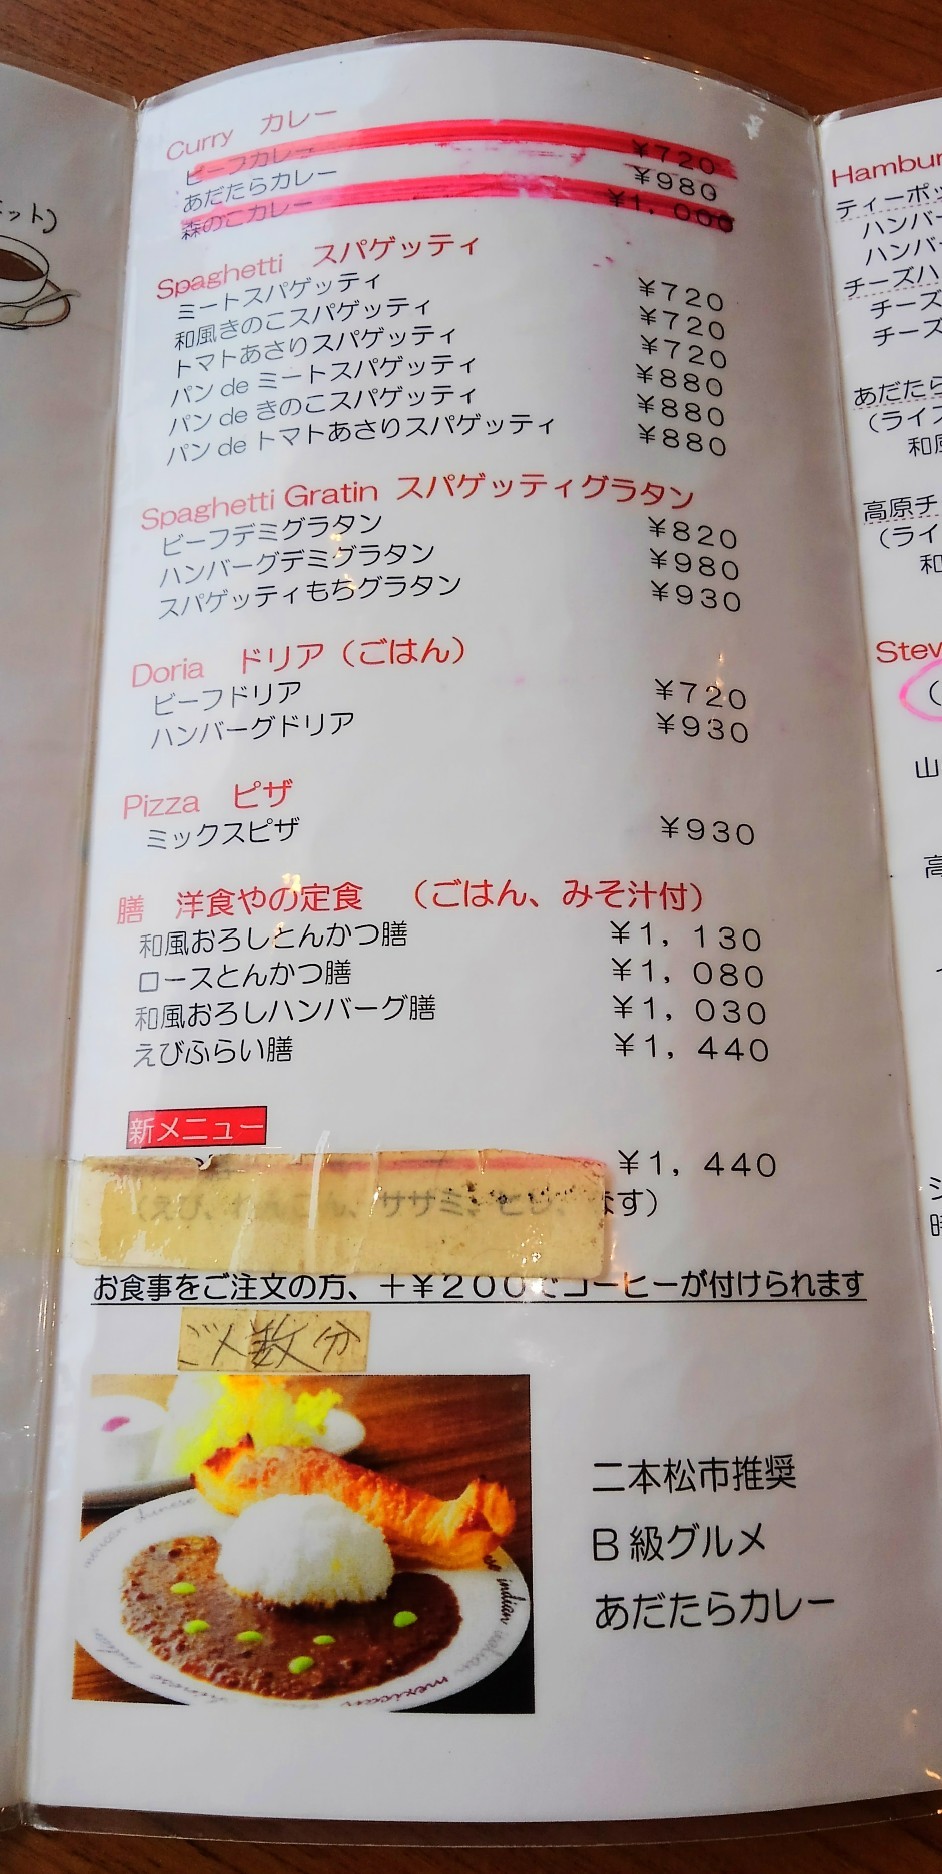 ット)
Curry カレー
ビーフカレー ¥720
あだたらカレー ¥980
森のこカレー ¥1,000
Spaghetti スパゲッティ
ミートスパゲッティ ¥720
和風きのこスパゲッティ ¥720
トマトあさりスパゲッティ ¥720
パン de ミートスパゲッティ ¥880
パン de きのこスパゲッティ ¥880
パン de トマトあさりスパゲッティ ¥880
Spaghetti Gratin スパゲッティグラタン
ビーフデミグラタン ¥820
ハンバーグデミグラタン ¥980
スパゲッティもちグラタン ¥930
Doria ドリア（ごはん）
ビーフドリア ¥720
ハンバーグドリア ¥930
Pizza ピザ
ミックスピザ ¥930
膳 洋食やの定食 （ごはん、みそ汁付）
和風おろしとんかつ膳 ¥1,130
ロースとんかつ膳 ¥1,080
和風おろしハンバーグ膳 ¥1,030
えびふらい膳 ¥1,440
新メニュー
¥1,440
（えび、れんこん、ササミ、なす）
お食事をご注文の方、＋¥200でコーヒーが付けられます
ご人数分
二本松市推奨
B級グルメ
あだたらカレー
Hambur
ティーポッ
ハンバー
ハンバ
チーズハ
チーズ
チーズ
あだたら
（ライス
和風
高原チ
（ライ
和
Stew
（
山
高